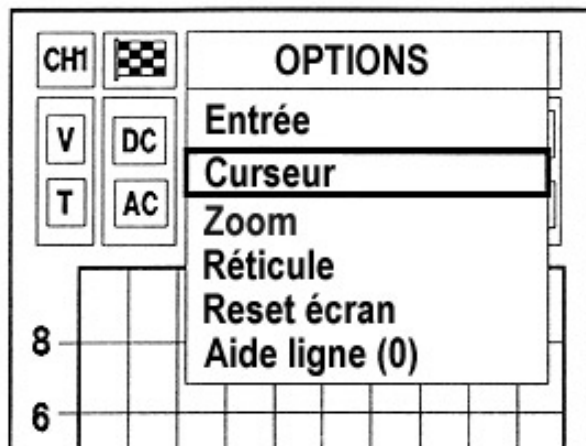 CH1 OPTIONS
V DC Entrée
Curseur
T AC
Zoom
Réticule
Reset écran
8 Aide ligne (0)
6